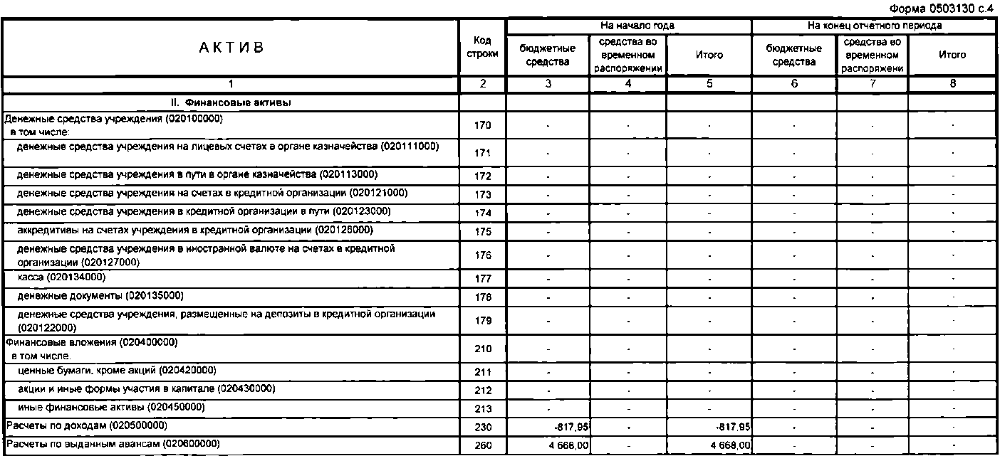 Форма 0503130 с.4
А К Т И В
Код строки
На начало года
На конец отчетного периода
бюджетные средства
средства во временном распоряжении
Итого
бюджетные средства
средства во временном распоряжени
Итого
1 2 3 4 5 6 7 8
II. Финансовые активы
Денежные средства учреждения (020100000)
в том числе: 170 - - - - - -
денежные средства учреждения на лицевых счетах в органе казначейства (020111000) 171 - - - - - -
денежные средства учреждения в пути в органе казначейства (020113000) 172 - - - - - -
денежные средства учреждения на счетах в кредитной организации (020121000) 173 - - - - - -
денежные средства учреждения в кредитной организации в пути (020123000) 174 - - - - - -
аккредитивы на счетах учреждения в кредитной организации (020126000) 175 - - - - - -
денежные средства учреждения в иностранной валюте на счетах в кредитной
организации (020127000) 176 - - - - - -
касса (020134000) 177 - - - - - -
денежные документы (020135000) 178 - - - - - -
денежные средства учреждения, размещенные на депозиты в кредитной организации
(020122000) 179 - - - - - -
Финансовые вложения (020400000)
в том числе. 210 - - - - - -
ценные бумаги, кроме акций (020420000) 211 - - - - - -
акции и иные формы участия в капитале (020430000) 212 - - - - - -
иные финансовые активы (020450000) 213 - - - - - -
Расчеты по доходам (020500000) 230 -817,95 - -817,95 - - -
Расчеты по выданным авансам (020600000) 260 4 668,00 - 4 668,00 - - -